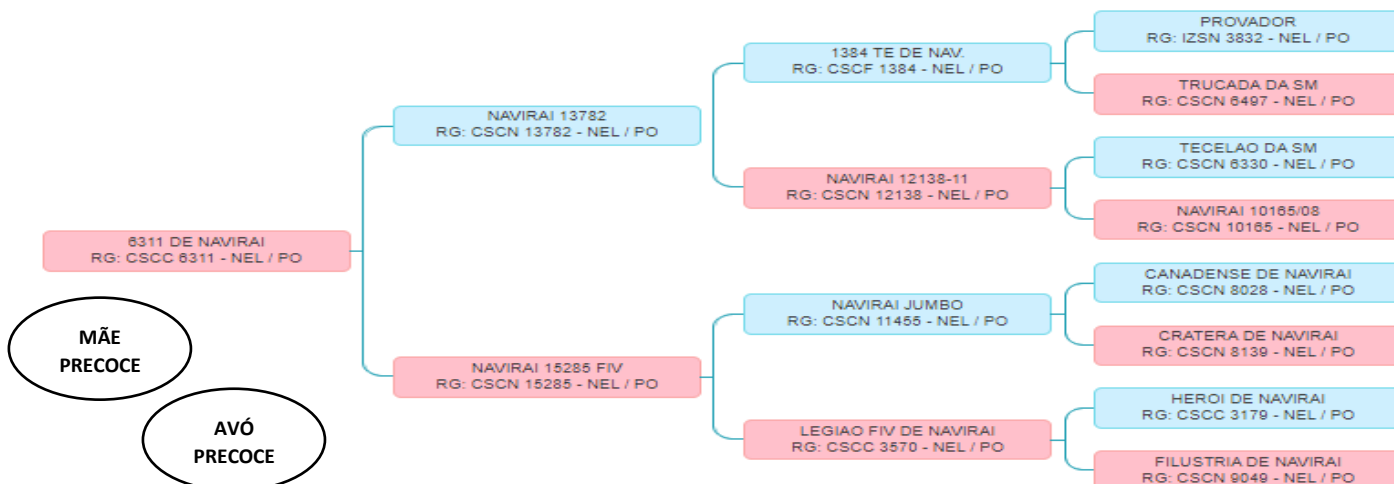 PROVADOR
RG: IZSN 3832 - NEL / PO
1384 TE DE NAV.
RG: CSCF 1384 - NEL / PO
TRUCADA DA SM
RG: CSCN 6497 - NEL / PO
NAVIRAI 13782
RG: CSCN 13782 - NEL / PO
TECELAO DA SM
RG: CSCN 6330 - NEL / PO
NAVIRAI 12138-11
RG: CSCN 12138 - NEL / PO
NAVIRAI 10165/08
RG: CSCN 10165 - NEL / PO
6311 DE NAVIRAI
RG: CSCC 6311 - NEL / PO
CANADENSE DE NAVIRAI
RG: CSCN 8028 - NEL / PO
NAVIRAI JUMBO
RG: CSCN 11455 - NEL / PO
CRATERA DE NAVIRAI
RG: CSCN 8139 - NEL / PO
MÃE
PRECOCE
NAVIRAI 15285 FIV
RG: CSCN 15285 - NEL / PO
HEROI DE NAVIRAI
RG: CSCC 3179 - NEL / PO
LEGIAO FIV DE NAVIRAI
RG: CSCC 3570 - NEL / PO
FILUSTRIA DE NAVIRAI
RG: CSCN 9049 - NEL / PO
AVÓ
PRECOCE